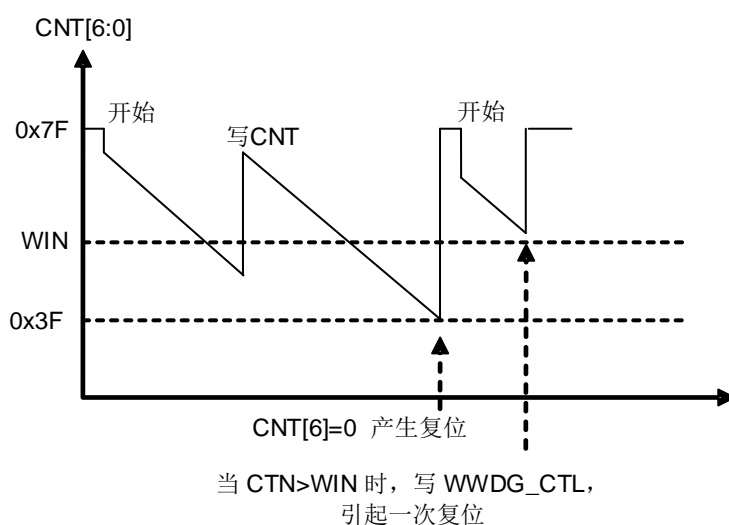 CNT[6:0]
开始
开始
0x7F
写CNT
WIN
0x3F
CNT[6]=0 产生复位
当 CTN>WIN 时，写 WWDG_CTL，
引起一次复位